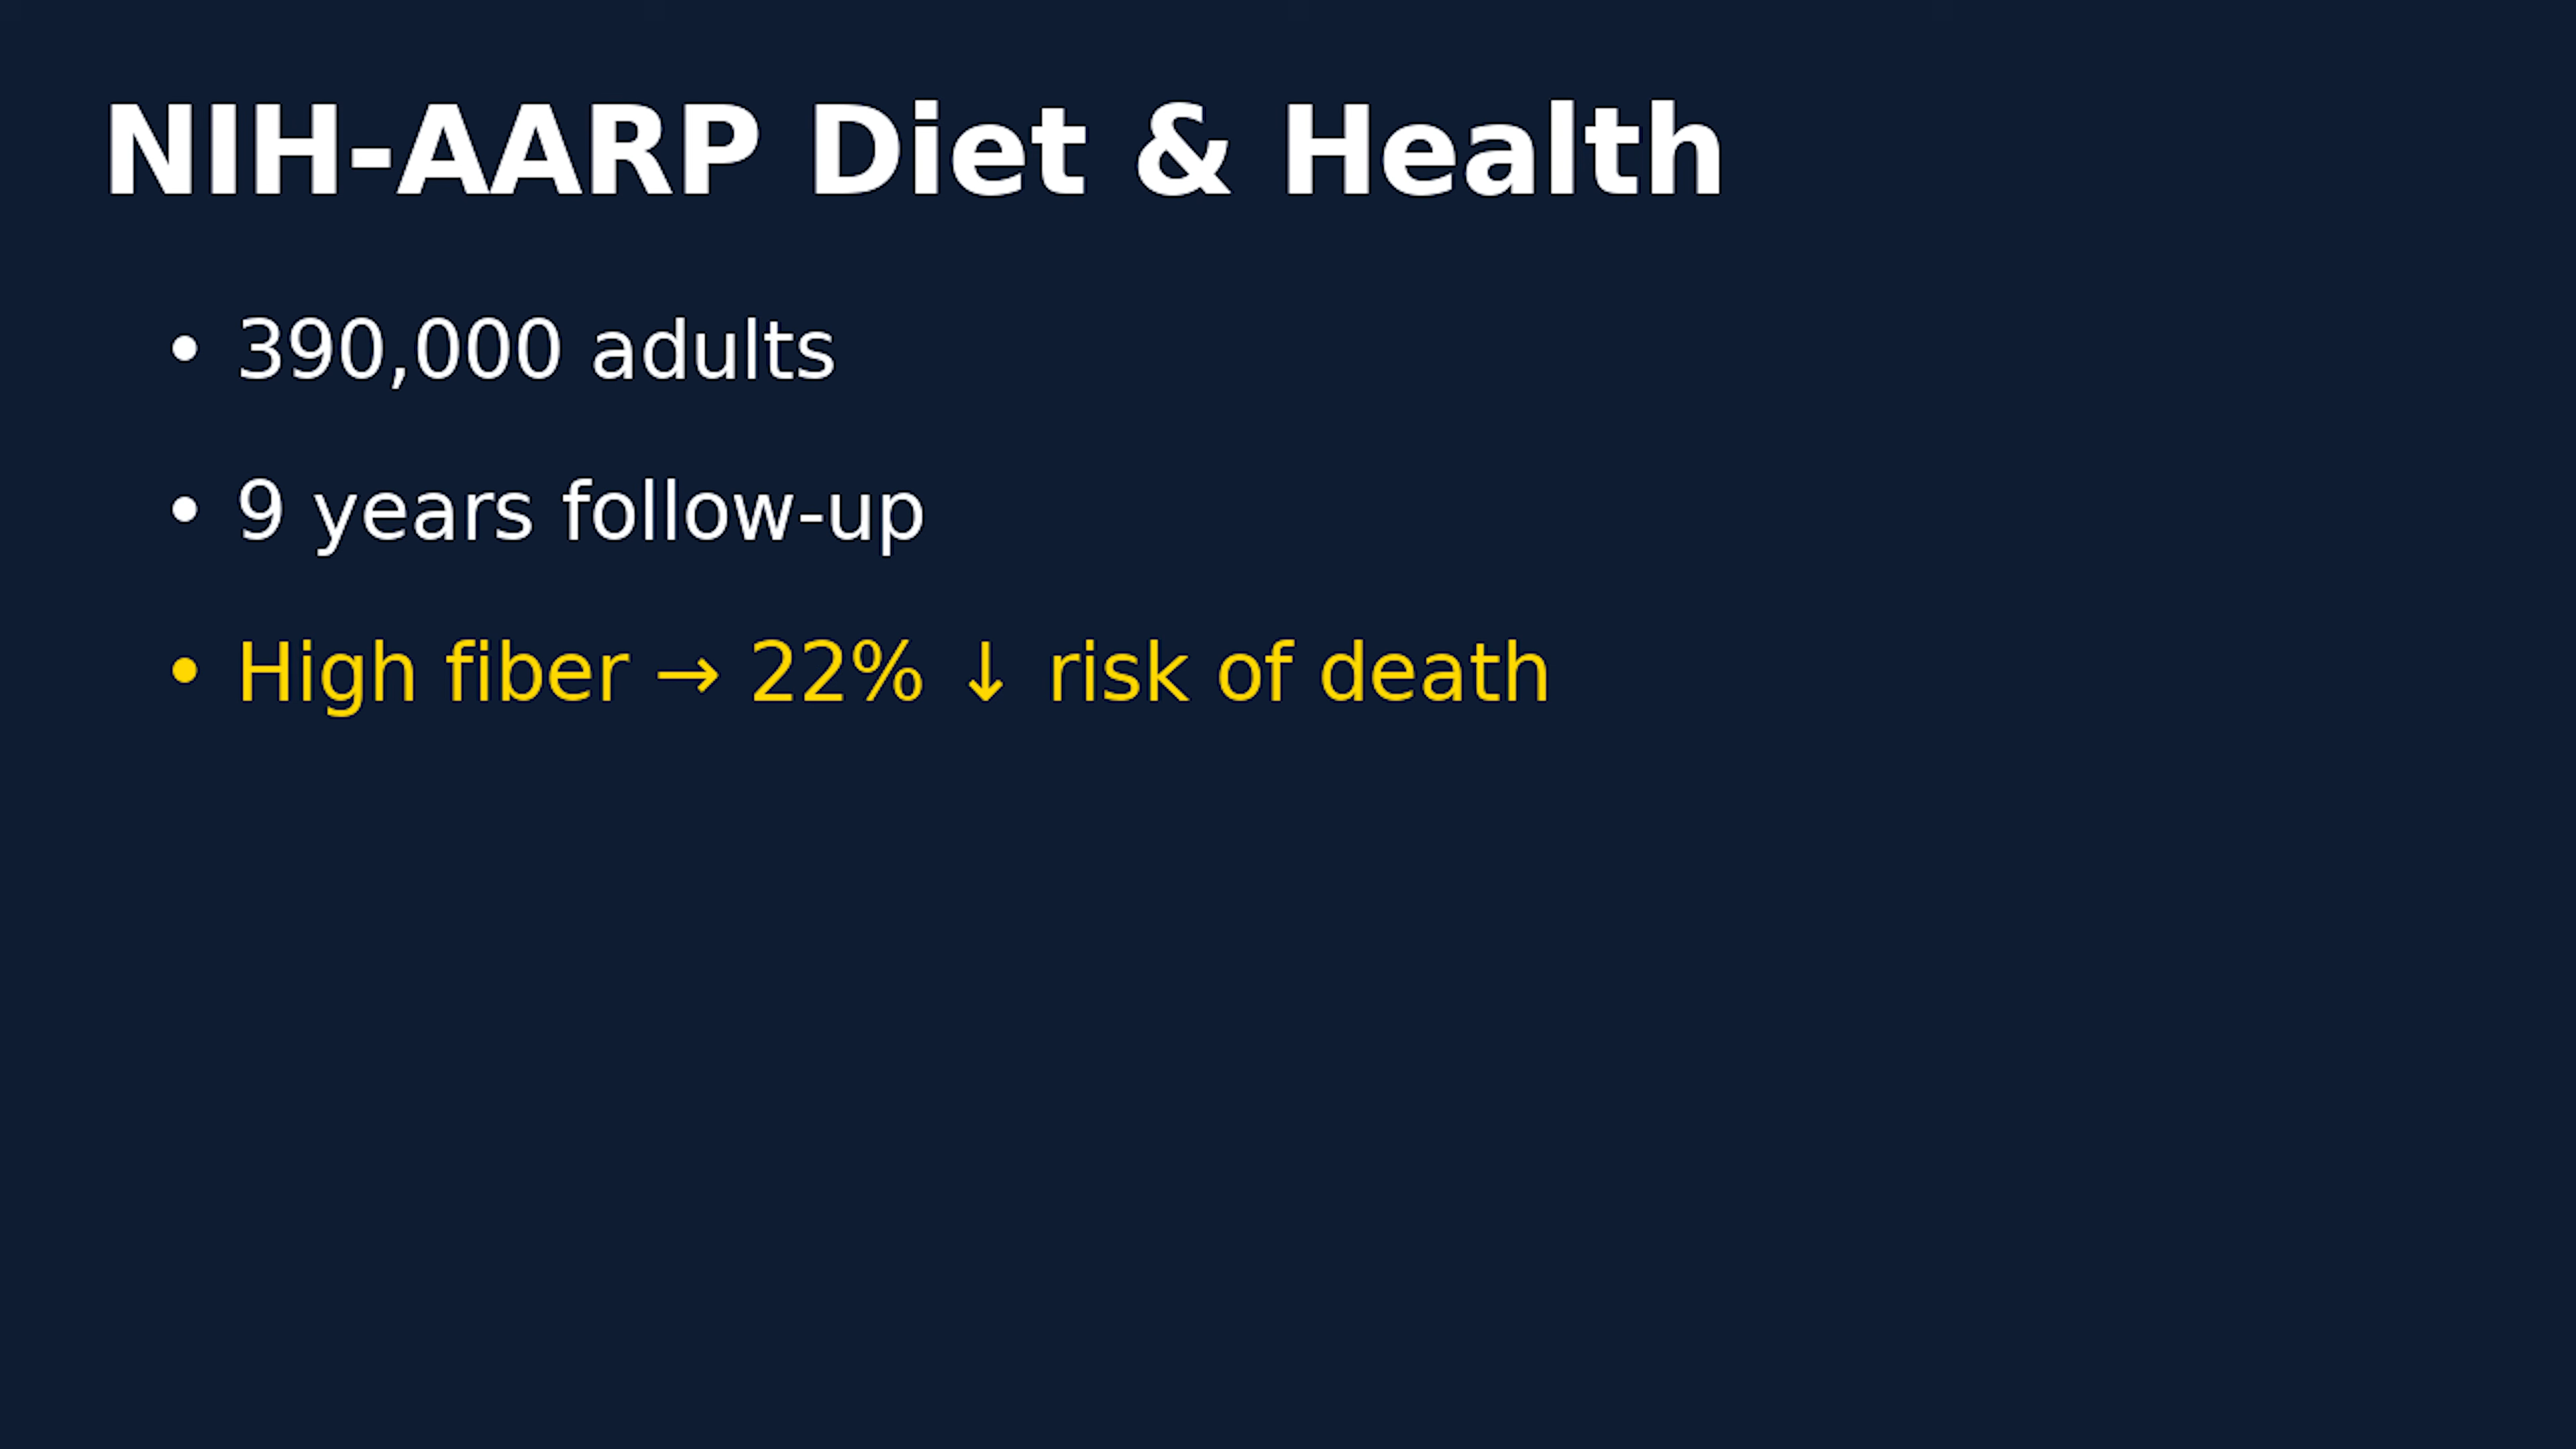 NIH-AARP Diet & Health
• 390,000 adults
• 9 years follow-up
• High fiber → 22% ↓ risk of death